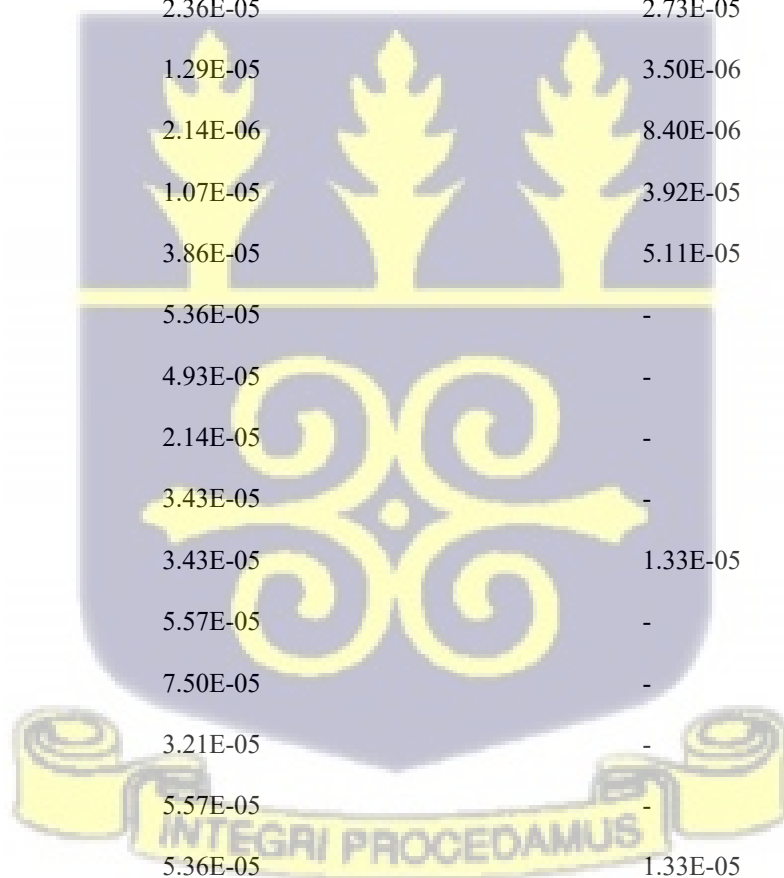 2.36E-05 2.73E-05
1.29E-05 3.50E-06
2.14E-06 8.40E-06
1.07E-05 3.92E-05
3.86E-05 5.11E-05
5.36E-05 -
4.93E-05 -
2.14E-05 -
3.43E-05 -
3.43E-05 1.33E-05
5.57E-05 -
7.50E-05 -
3.21E-05 -
5.57E-05 -
INTEGRI PROCEDAMUS
5.36E-05 1.33E-05